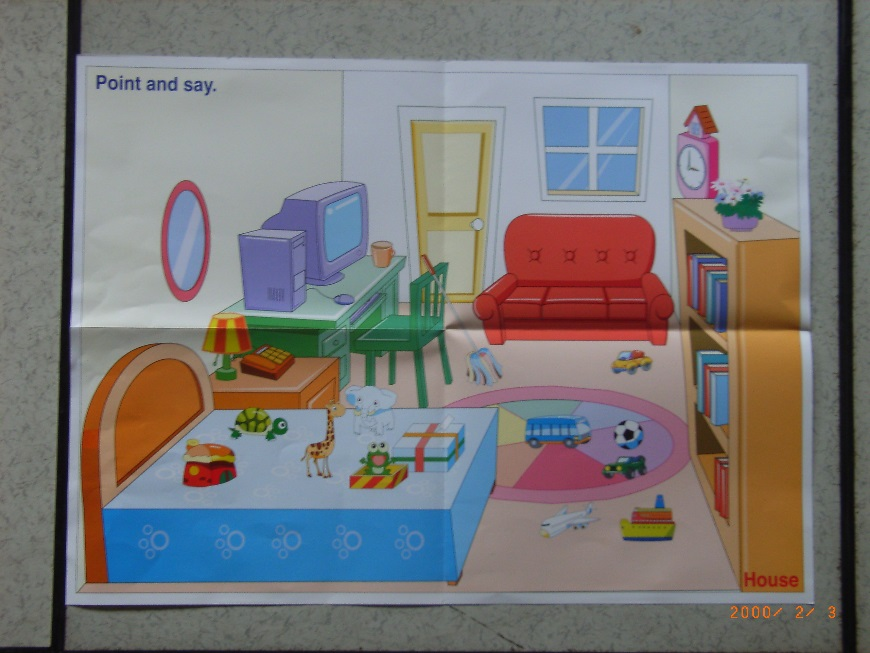 Point and say.
House
2000/ 2/ 3